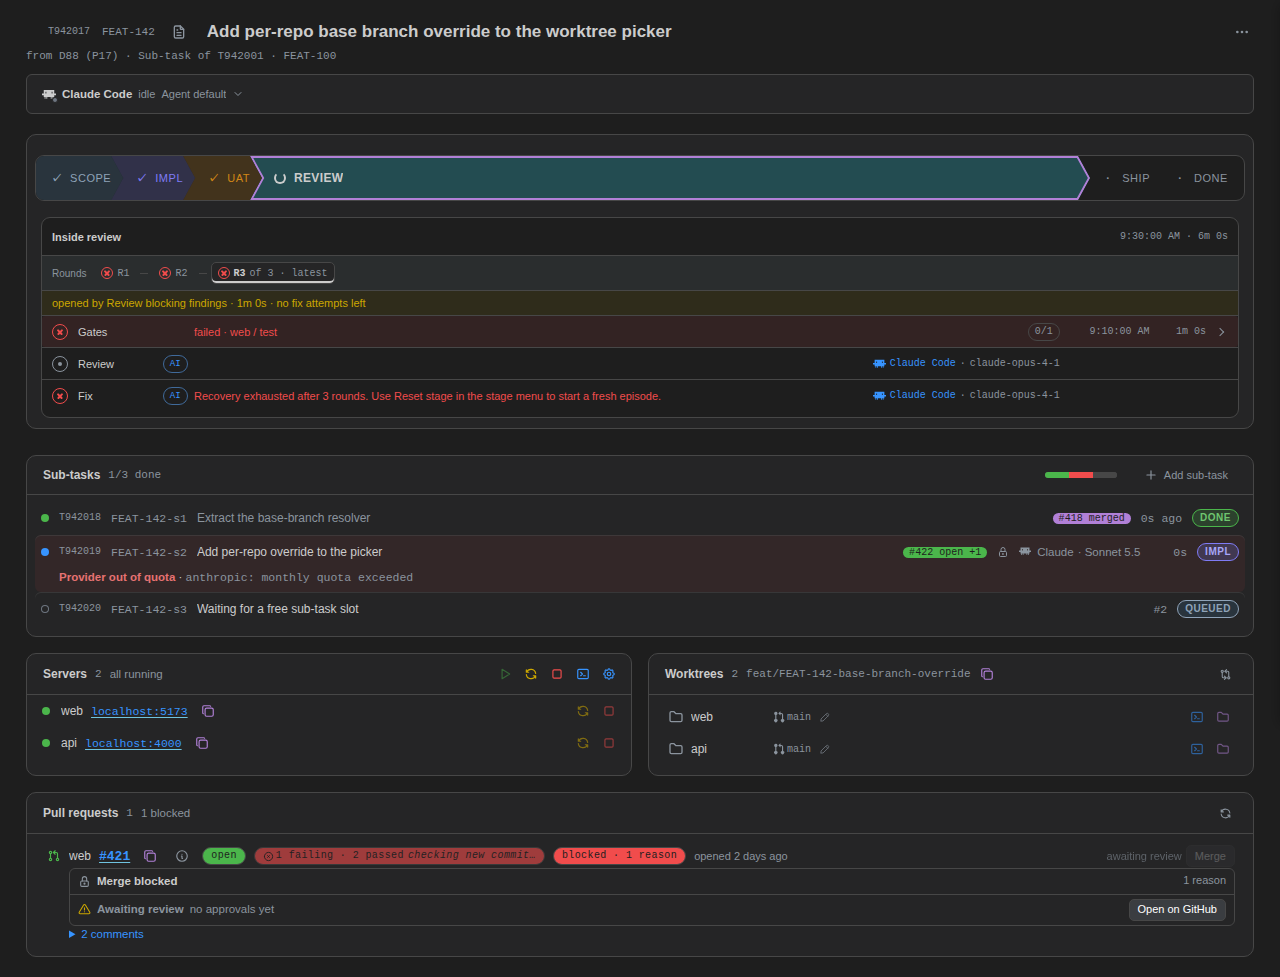 T942017 FEAT-142 Add per-repo base branch override to the worktree picker
from D88 (P17) · Sub-task of T942001 · FEAT-100
Claude Code idle Agent default
SCOPE IMPL UAT REVIEW SHIP DONE
Inside review 9:30:00 AM · 6m 0s
Rounds R1 — R2 — R3 of 3 · latest
opened by Review blocking findings · 1m 0s · no fix attempts left
Gates failed · web / test 0/1 9:10:00 AM 1m 0s
Review AI Claude Code · claude-opus-4-1
Fix AI Recovery exhausted after 3 rounds. Use Reset stage in the stage menu to start a fresh episode. Claude Code · claude-opus-4-1
Sub-tasks 1/3 done Add sub-task
T942018 FEAT-142-s1 Extract the base-branch resolver #418 merged 0s ago DONE
T942019 FEAT-142-s2 Add per-repo override to the picker #422 open +1 Claude · Sonnet 5.5 0s IMPL
Provider out of quota · anthropic: monthly quota exceeded
T942020 FEAT-142-s3 Waiting for a free sub-task slot #2 QUEUED
Servers 2 all running
web localhost:5173
api localhost:4000
Worktrees 2 feat/FEAT-142-base-branch-override
web main
api main
Pull requests 1 1 blocked
web #421 open 1 failing · 2 passed checking new commit… blocked · 1 reason opened 2 days ago awaiting review Merge
Merge blocked 1 reason
Awaiting review no approvals yet Open on GitHub
2 comments